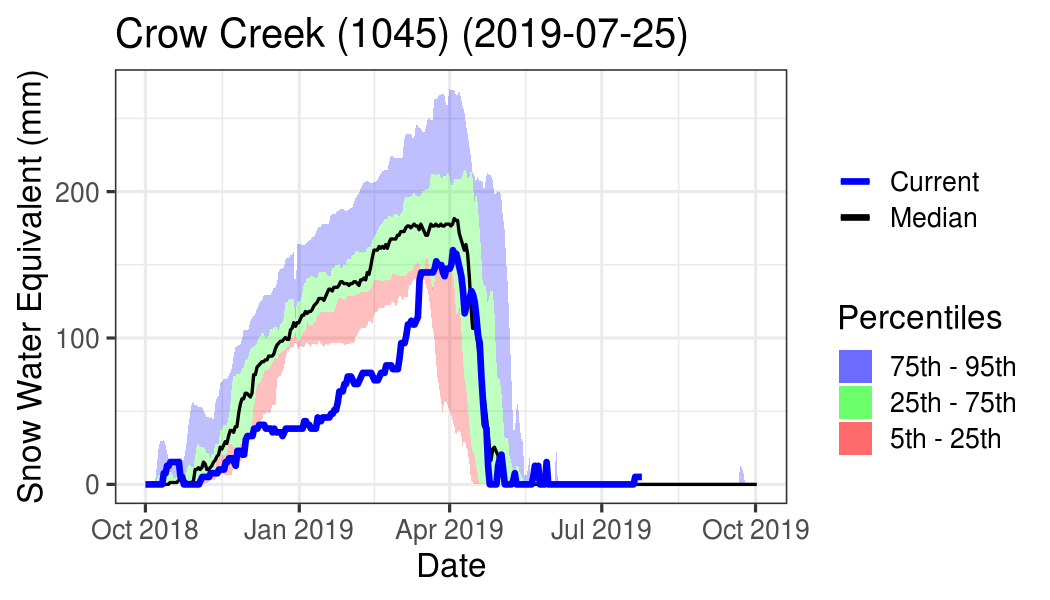 Crow Creek (1045) (2019-07-25)
Snow Water Equivalent (mm)
200
100
0
Oct 2018
Jan 2019
Apr 2019
Jul 2019
Oct 2019
Date
Current
Median
Percentiles
75th - 95th
25th - 75th
5th - 25th